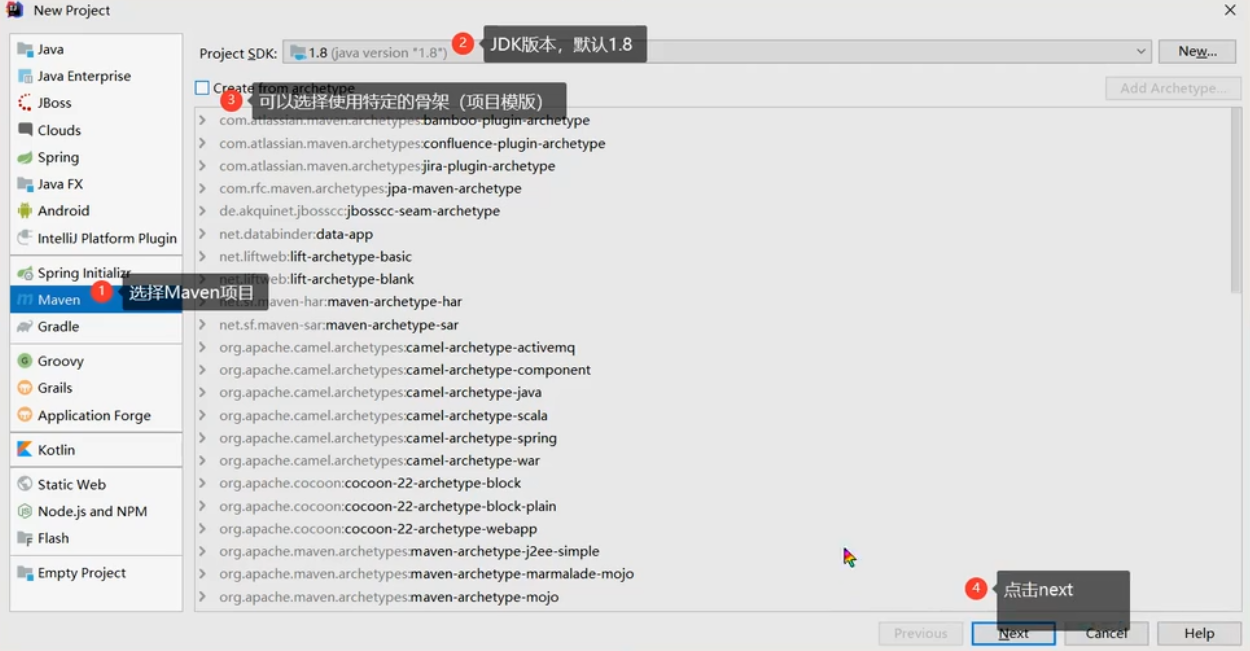 New Project
Java
Java Enterprise
JBoss
Clouds
Spring
Java FX
Android
IntelliJ Platform Plugin
Spring Initializr
Maven
1 选择Maven项目
Gradle
Groovy
Grails
Application Forge
Kotlin
Static Web
Node.js and NPM
Flash
Empty Project
Project SDK: 1.8 (java version "1.8")
2 JDK版本，默认1.8
New...
Create from archetype
Add Archetype...
3 可以选择使用特定的骨架（项目模版）
com.atlassian.maven.archetypes:bamboo-plugin-archetype
com.atlassian.maven.archetypes:confluence-plugin-archetype
com.atlassian.maven.archetypes:jira-plugin-archetype
com.rfc.maven.archetypes:jpa-maven-archetype
de.akquinet.jbosscc:jbosscc-seam-archetype
net.databinder:data-app
net.liftweb:lift-archetype-basic
net.liftweb:lift-archetype-blank
net.sf.maven-har:maven-archetype-har
net.sf.maven-sar:maven-archetype-sar
org.apache.camel.archetypes:camel-archetype-activemq
org.apache.camel.archetypes:camel-archetype-component
org.apache.camel.archetypes:camel-archetype-java
org.apache.camel.archetypes:camel-archetype-scala
org.apache.camel.archetypes:camel-archetype-spring
org.apache.camel.archetypes:camel-archetype-war
org.apache.cocoon:cocoon-22-archetype-block
org.apache.cocoon:cocoon-22-archetype-block-plain
org.apache.cocoon:cocoon-22-archetype-webapp
org.apache.maven.archetypes:maven-archetype-j2ee-simple
org.apache.maven.archetypes:maven-archetype-marmalade-mojo
org.apache.maven.archetypes:maven-archetype-mojo
4 点击next
Previous
Next
Cancel
Help